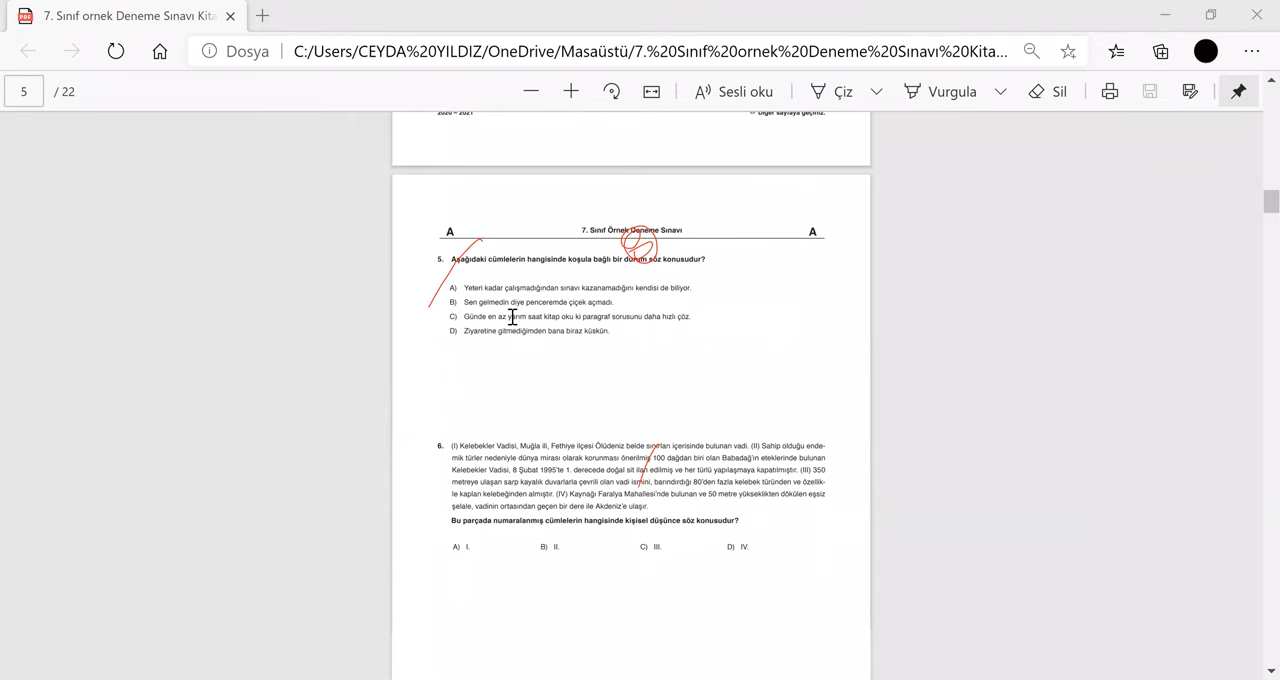 7. Sınıf ornek Deneme Sınavı Kita
Dosya C:/Users/CEYDA%20YILDIZ/OneDrive/Masaüstü/7.%20Sınıf%20ornek%20Deneme%20Sınavı%20Kita...
5 / 22 Sesli oku Çiz Vurgula Sil
2020 – 2021 Diğer sayfaya geçiniz.
A 7. Sınıf Örnek Deneme Sınavı A
5. Aşağıdaki cümlelerin hangisinde koşula bağlı bir durum söz konusudur?
A) Yeteri kadar çalışmadığından sınavı kazanamadığını kendisi de biliyor.
B) Sen gelmedin diye penceremde çiçek açmadı.
C) Günde en az yarım saat kitap oku ki paragraf sorusunu daha hızlı çöz.
D) Ziyaretine gitmediğimden bana biraz küskün.
6. (I) Kelebekler Vadisi, Muğla ili, Fethiye ilçesi Ölüdeniz belde sınırları içerisinde bulunan vadi. (II) Sahip olduğu ende-
mik türler nedeniyle dünya mirası olarak korunması önerilmiş 100 dağdan biri olan Babadağ'ın eteklerinde bulunan
Kelebekler Vadisi, 8 Şubat 1995'te 1. derecede doğal sit ilan edilmiş ve her türlü yapılaşmaya kapatılmıştır. (III) 350
metreye ulaşan sarp kayalık duvarlarla çevrili olan vadi ismini, barındırdığı 80'den fazla kelebek türünden ve özellik-
le kaplan kelebeğinden almıştır. (IV) Kaynağı Faralya Mahallesi'nde bulunan ve 50 metre yükseklikten dökülen eşsiz
şelale, vadinin ortasından geçen bir dere ile Akdeniz'e ulaşır.
Bu parçada numaralanmış cümlelerin hangisinde kişisel düşünce söz konusudur?
A) I. B) II. C) III. D) IV.